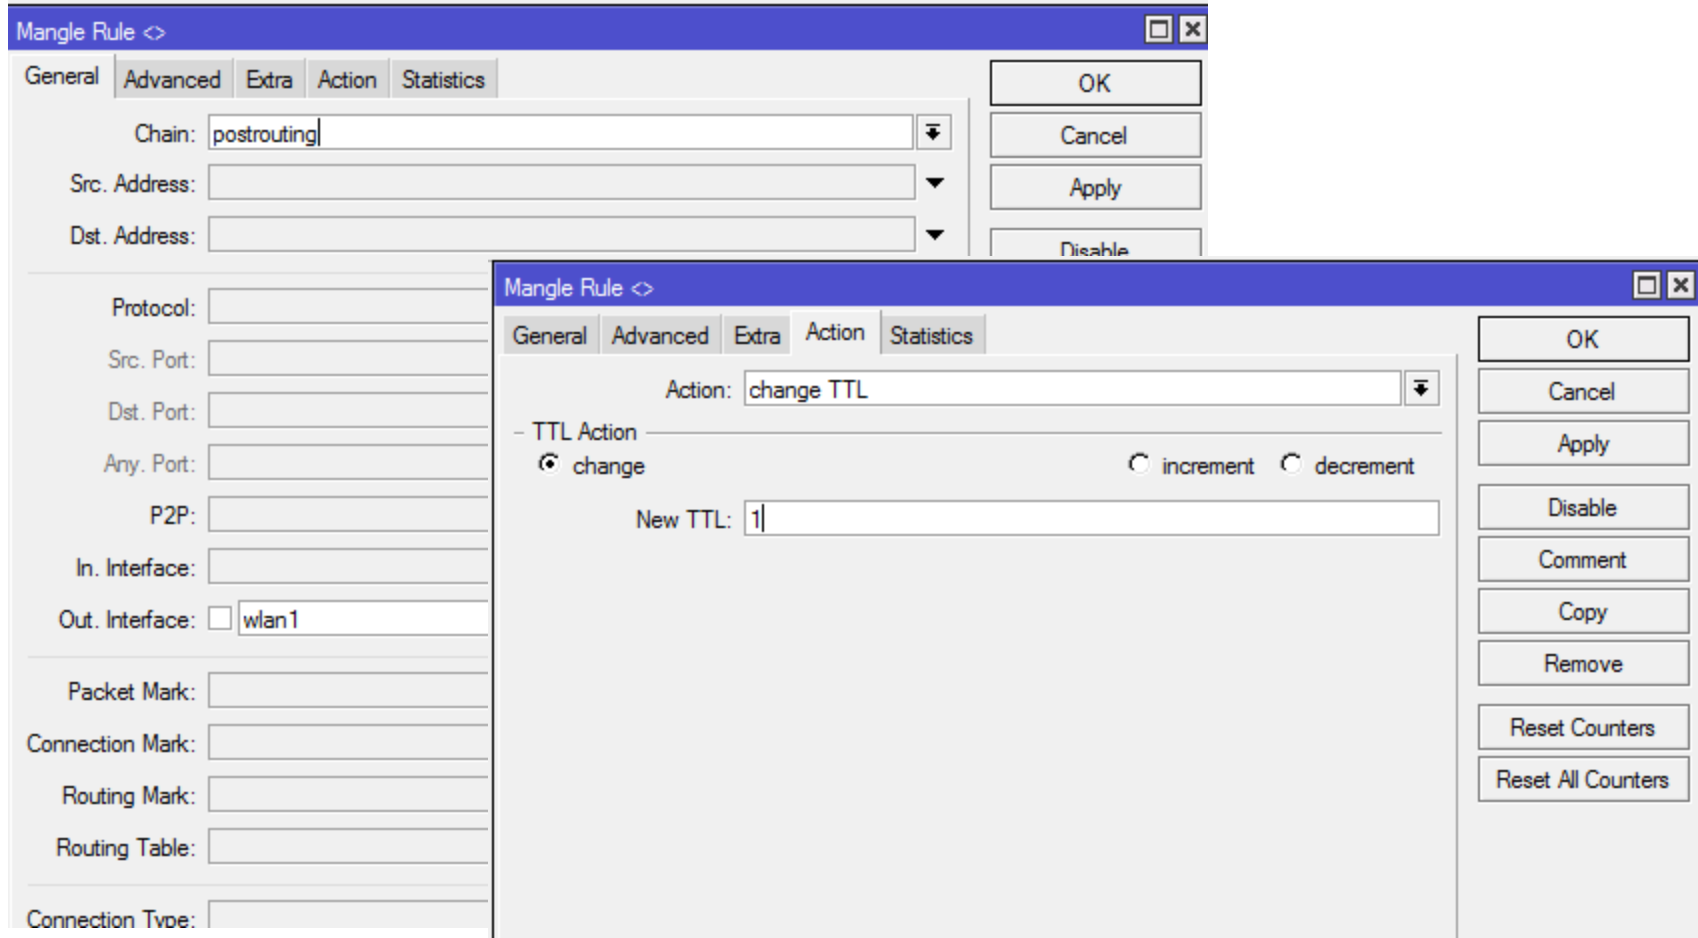 Mangle Rule <>
General Advanced Extra Action Statistics
OK
Chain: postrouting
Cancel
Src. Address:
Apply
Dst. Address:
Disable
Protocol:
Src. Port:
Dst. Port:
Any. Port:
P2P:
In. Interface:
Out. Interface: wlan1
Packet Mark:
Connection Mark:
Routing Mark:
Routing Table:
Connection Type:
Mangle Rule <>
General Advanced Extra Action Statistics
OK
Action: change TTL
Cancel
TTL Action
Apply
change increment decrement
New TTL: 1
Disable
Comment
Copy
Remove
Reset Counters
Reset All Counters